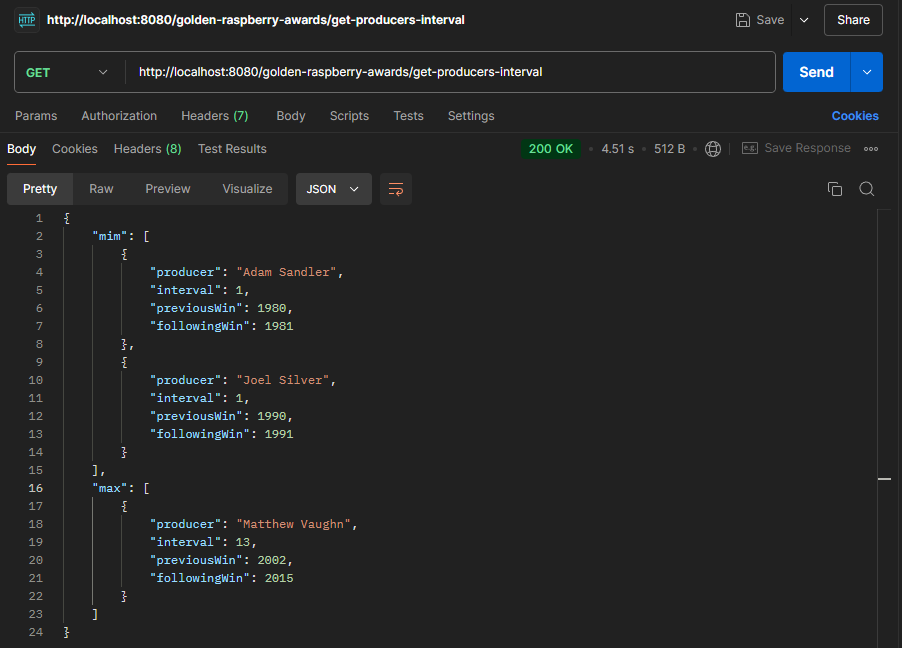 HTTP http://localhost:8080/golden-raspberry-awards/get-producers-interval Save Share
GET http://localhost:8080/golden-raspberry-awards/get-producers-interval Send
Params Authorization Headers (7) Body Scripts Tests Settings Cookies
Body Cookies Headers (8) Test Results 200 OK • 4.51 s • 512 B • e.g. Save Response
Pretty Raw Preview Visualize JSON
1 {
2 "mim": [
3 {
4 "producer": "Adam Sandler",
5 "interval": 1,
6 "previousWin": 1980,
7 "followingWin": 1981
8 },
9 {
10 "producer": "Joel Silver",
11 "interval": 1,
12 "previousWin": 1990,
13 "followingWin": 1991
14 }
15 ],
16 "max": [
17 {
18 "producer": "Matthew Vaughn",
19 "interval": 13,
20 "previousWin": 2002,
21 "followingWin": 2015
22 }
23 ]
24 }